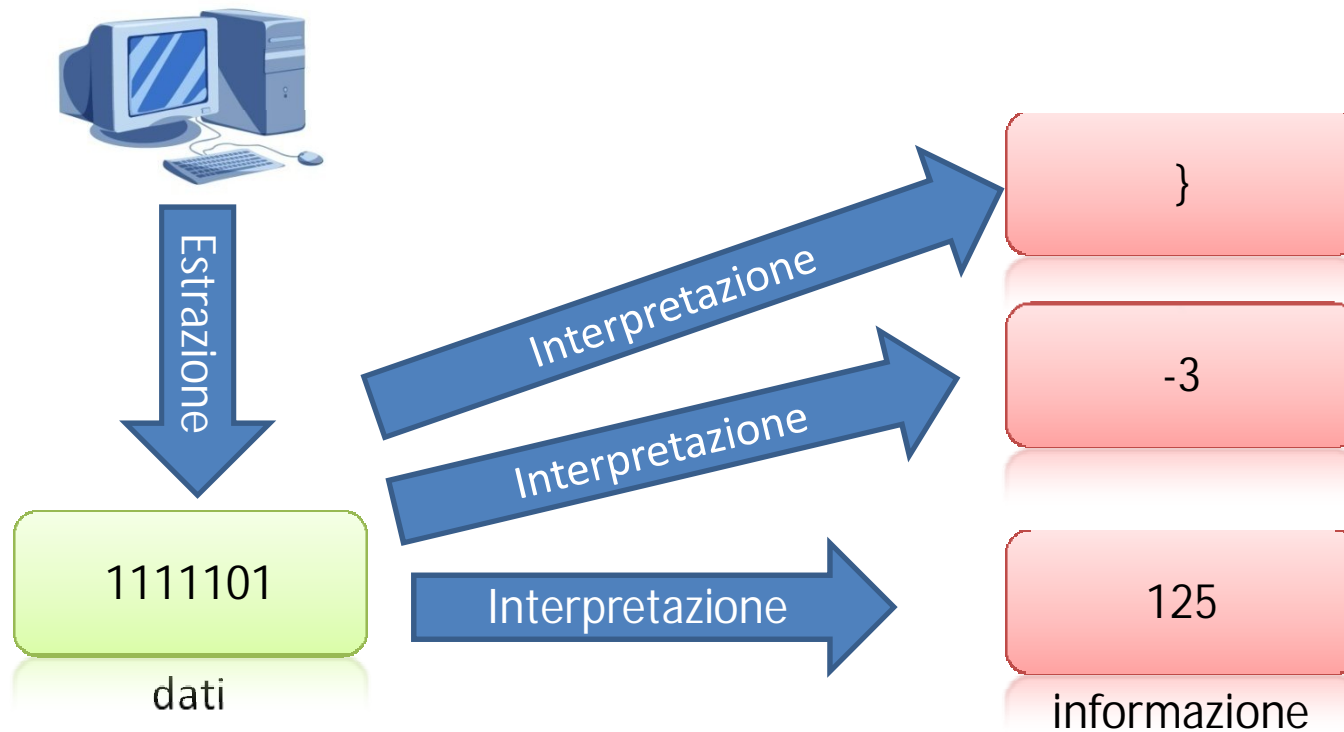 Estrazione
1111101
dati
Interpretazione
}
Interpretazione
-3
Interpretazione
125
informazione